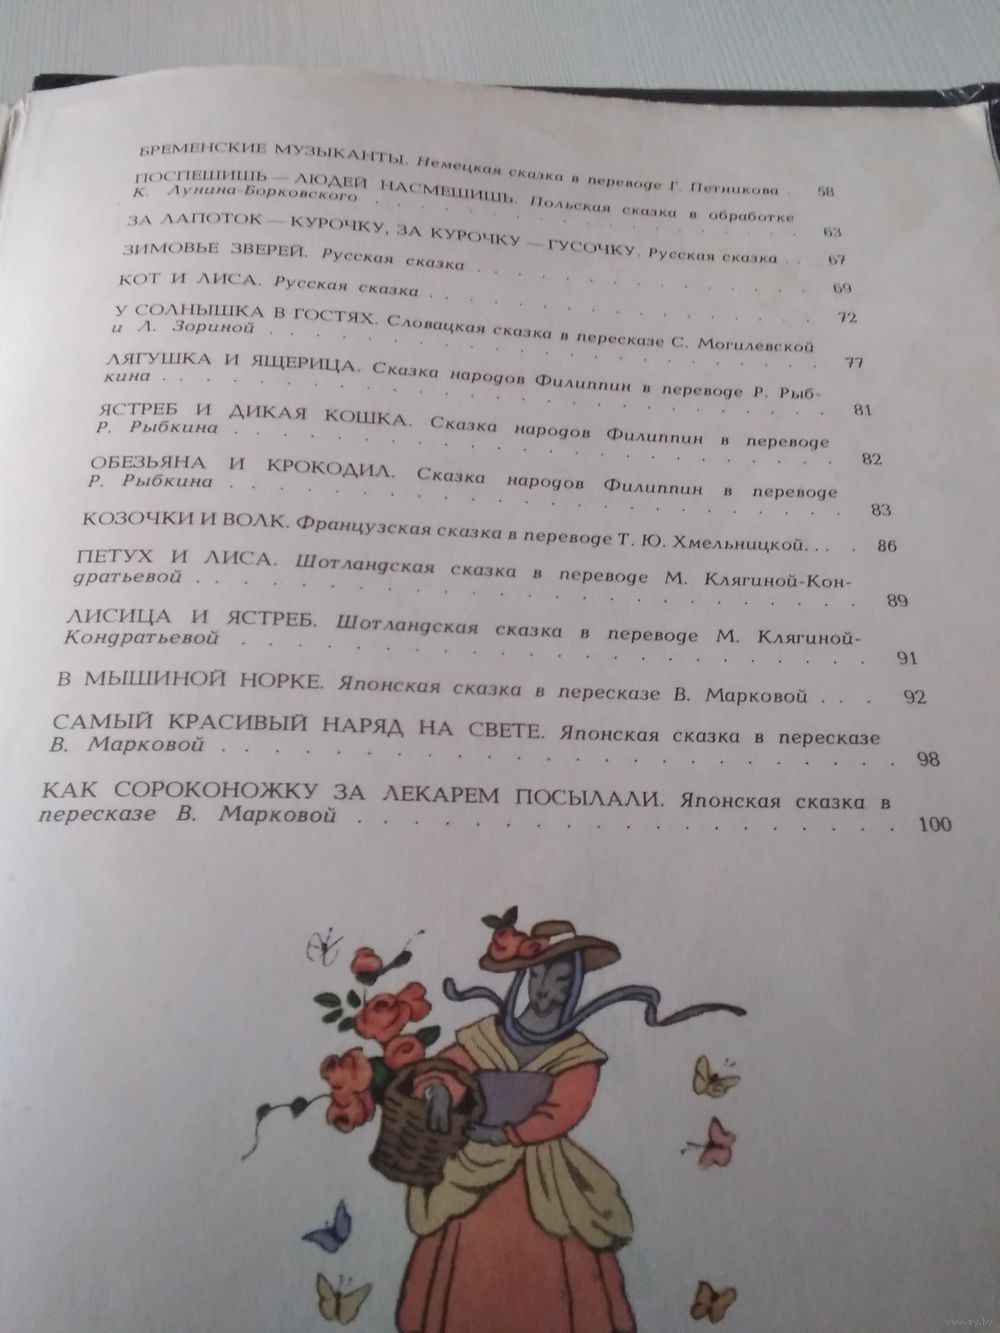 БРЕМЕНСКИЕ МУЗЫКАНТЫ. Немецкая сказка в переводе Г. Петникова . 58
ПОСПЕШИШЬ — ЛЮДЕЙ НАСМЕШИШЬ. Польская сказка в обработке
К. Лунина-Борковского . . . . . . . . . . . . . . . . . . 63
ЗА ЛАПОТОК — КУРОЧКУ, ЗА КУРОЧКУ — ГУСОЧКУ. Русская сказка . . 67
ЗИМОВЬЕ ЗВЕРЕЙ. Русская сказка . . . . . . . . . . . . . 69
КОТ И ЛИСА. Русская сказка . . . . . . . . . . . . . . . 72
У СОЛНЫШКА В ГОСТЯХ. Словацкая сказка в пересказе С. Могилевской
и Л. Зориной . . . . . . . . . . . . . . . . . . . . . . 77
ЛЯГУШКА И ЯЩЕРИЦА. Сказка народов Филиппин в переводе Р. Рыб-
кина . . . . . . . . . . . . . . . . . . . . . . . . . . 81
ЯСТРЕБ И ДИКАЯ КОШКА. Сказка народов Филиппин в переводе
Р. Рыбкина . . . . . . . . . . . . . . . . . . . . . . . 82
ОБЕЗЬЯНА И КРОКОДИЛ. Сказка народов Филиппин в переводе
Р. Рыбкина . . . . . . . . . . . . . . . . . . . . . . . 83
КОЗОЧКИ И ВОЛК. Французская сказка в переводе Т. Ю. Хмельницкой. . . . 86
ПЕТУХ И ЛИСА. Шотландская сказка в переводе М. Клягиной-Кон-
дратьевой . . . . . . . . . . . . . . . . . . . . . . . 89
ЛИСИЦА И ЯСТРЕБ. Шотландская сказка в переводе М. Клягиной-
Кондратьевой . . . . . . . . . . . . . . . . . . . . . . 91
В МЫШИНОЙ НОРКЕ. Японская сказка в пересказе В. Марковой . . . 92
САМЫЙ КРАСИВЫЙ НАРЯД НА СВЕТЕ. Японская сказка в пересказе
В. Марковой . . . . . . . . . . . . . . . . . . . . . . 98
КАК СОРОКОНОЖКУ ЗА ЛЕКАРЕМ ПОСЫЛАЛИ. Японская сказка в
пересказе В. Марковой . . . . . . . . . . . . . . . . . . 100
www.ay.by